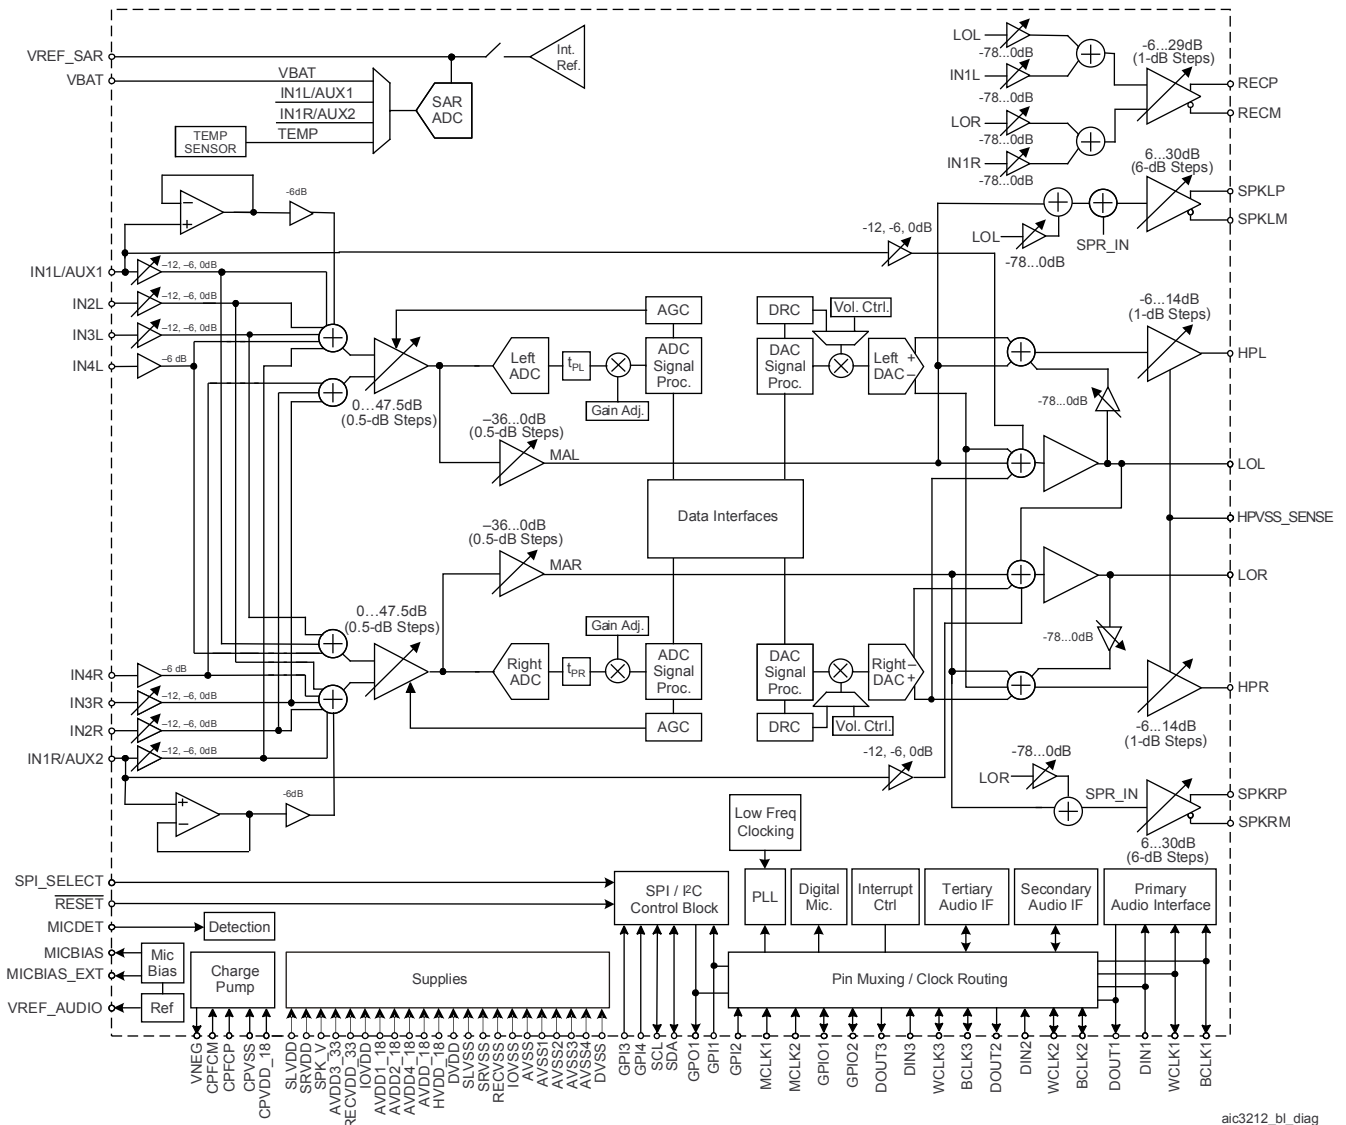 VREF_SAR
VBAT
VBAT
IN1L/AUX1
IN1R/AUX2
TEMP
TEMP
SENSOR
SAR
ADC
Int.
Ref.
LOL
-78...0dB
IN1L
-78...0dB
LOR
-78...0dB
IN1R
-78...0dB
-6...29dB
(1-dB Steps)
RECP
RECM
6...30dB
(6-dB Steps)
SPKLP
SPKLM
LOL
-78...0dB
SPR_IN
-6dB
-12, -6, 0dB
IN1L/AUX1
–12, –6, 0dB
IN2L
–12, –6, 0dB
IN3L
–12, –6, 0dB
IN4L
–6 dB
0...47.5dB
(0.5-dB Steps)
Left
ADC
tPL
Gain Adj.
AGC
ADC
Signal
Proc.
DRC
Vol. Ctrl.
DAC
Signal
Proc.
Left +
DAC –
-6...14dB
(1-dB Steps)
HPL
-78...0dB
–36...0dB
(0.5-dB Steps)
MAL
LOL
Data Interfaces
HPVSS_SENSE
–36...0dB
(0.5-dB Steps)
MAR
LOR
0...47.5dB
(0.5-dB Steps)
Gain Adj.
-78...0dB
Right
ADC
tPR
ADC
Signal
Proc.
AGC
DAC
Signal
Proc.
DRC
Vol. Ctrl.
Right –
DAC +
HPR
-6...14dB
(1-dB Steps)
IN4R
–6 dB
IN3R
–12, –6, 0dB
IN2R
–12, –6, 0dB
IN1R/AUX2
–12, –6, 0dB
-6dB
-12, -6, 0dB
-78...0dB
LOR
SPR_IN
SPKRP
SPKRM
6...30dB
(6-dB Steps)
Low Freq
Clocking
SPI_SELECT
RESET
MICDET
Detection
MICBIAS
MICBIAS_EXT
Mic
Bias
VREF_AUDIO
Ref
Charge
Pump
Supplies
SPI / I²C
Control Block
PLL
Digital
Mic.
Interrupt
Ctrl
Tertiary
Audio IF
Secondary
Audio IF
Primary
Audio Interface
Pin Muxing / Clock Routing
VNEG
CPFCM
CPFCP
CPVSS
CPVDD_18
SLVDD
SRVDD
SPK_V
AVDD3_33
RECVDD_33
IOVDD
AVDD1_18
AVDD2_18
AVDD4_18
AVDD_18
HVDD_18
DVDD
SLVSS
SRVSS
RECVSS
IOVSS
AVSS
AVSS1
AVSS2
AVSS3
AVSS4
DVSS
GPI3
GPI4
SCL
SDA
GPO1
GPI1
GPI2
MCLK1
MCLK2
GPIO1
GPIO2
DOUT3
DIN3
WCLK3
BCLK3
DOUT2
DIN2
WCLK2
BCLK2
DOUT1
DIN1
WCLK1
BCLK1
aic3212_bl_diag